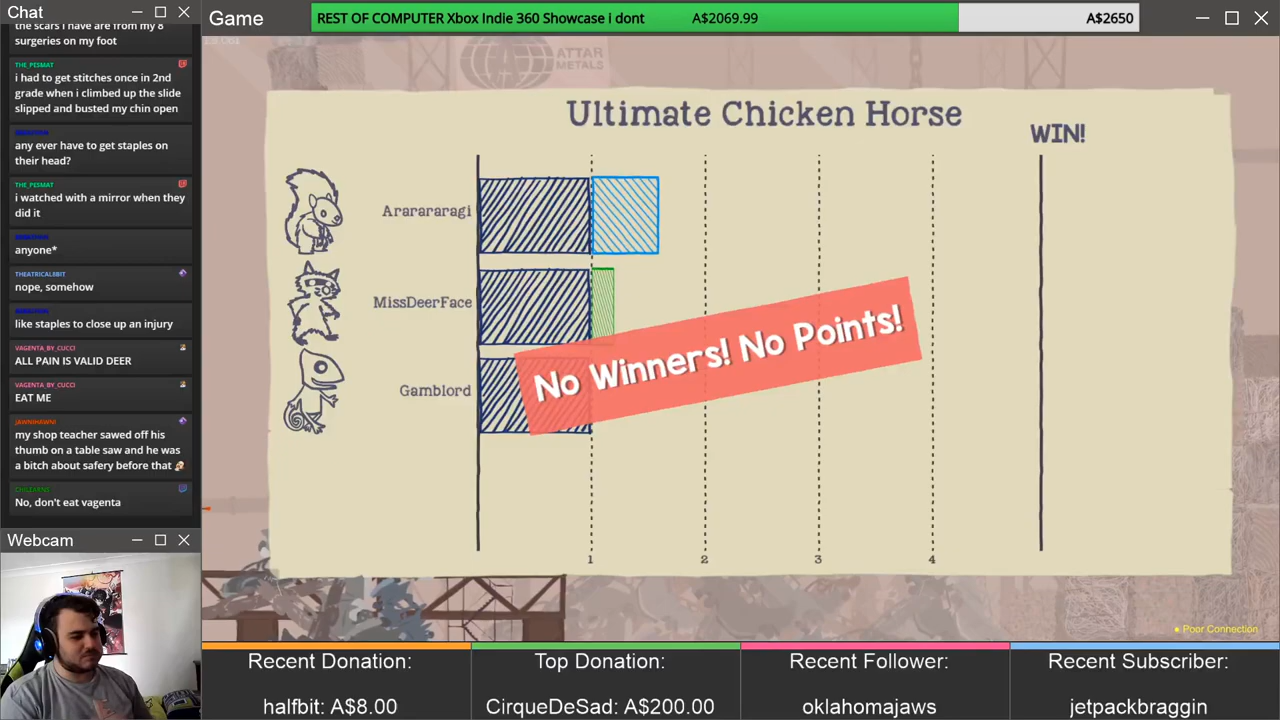 Chat
the scars i have are from my 8
surgeries on my foot
THE_PESMAT
i had to get stitches once in 2nd
grade when i climbed up the slide
slipped and busted my chin open
any ever have to get staples on
their head?
THE_PESMAT
i watched with a mirror when they
did it
anyone*
THEATRICAL8BIT
nope, somehow
like staples to close up an injury
VAGENTA_BY_CUCCI
ALL PAIN IS VALID DEER
VAGENTA_BY_CUCCI
EAT ME
JAWNIHAWNI
my shop teacher sawed off his
thumb on a table saw and he was
a bitch about safery before that
No, don't eat vagenta
Webcam
Game
REST OF COMPUTER Xbox Indie 360 Showcase i dont
A$2069.99
A$2650
ATTAR
METALS
Ultimate Chicken Horse
WIN!
Ararararagi
MissDeerFace
Gamblord
No Winners! No Points!
1 2 3 4
Poor Connection
Recent Donation:
halfbit: A$8.00
Top Donation:
CirqueDeSad: A$200.00
Recent Follower:
oklahomajaws
Recent Subscriber:
jetpackbraggin